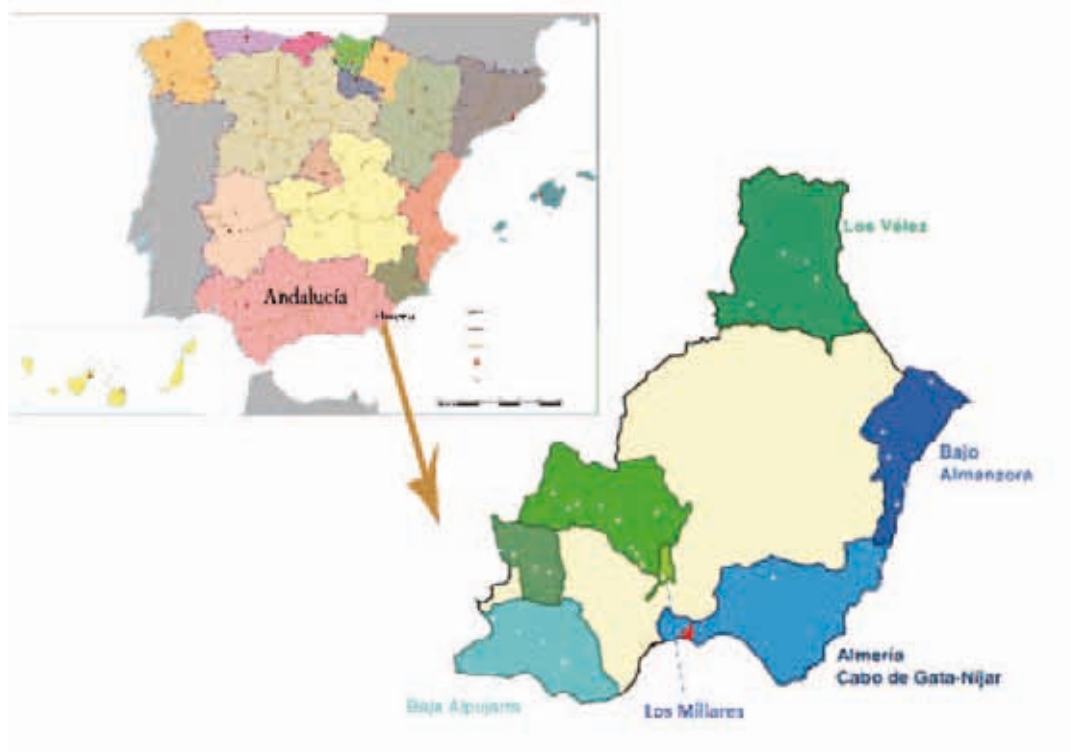 Andalucía
Los Vélez
Bajo
Almanzora
Almería
Cabo de Gata-Níjar
Baja Alpujarra
Los Millares